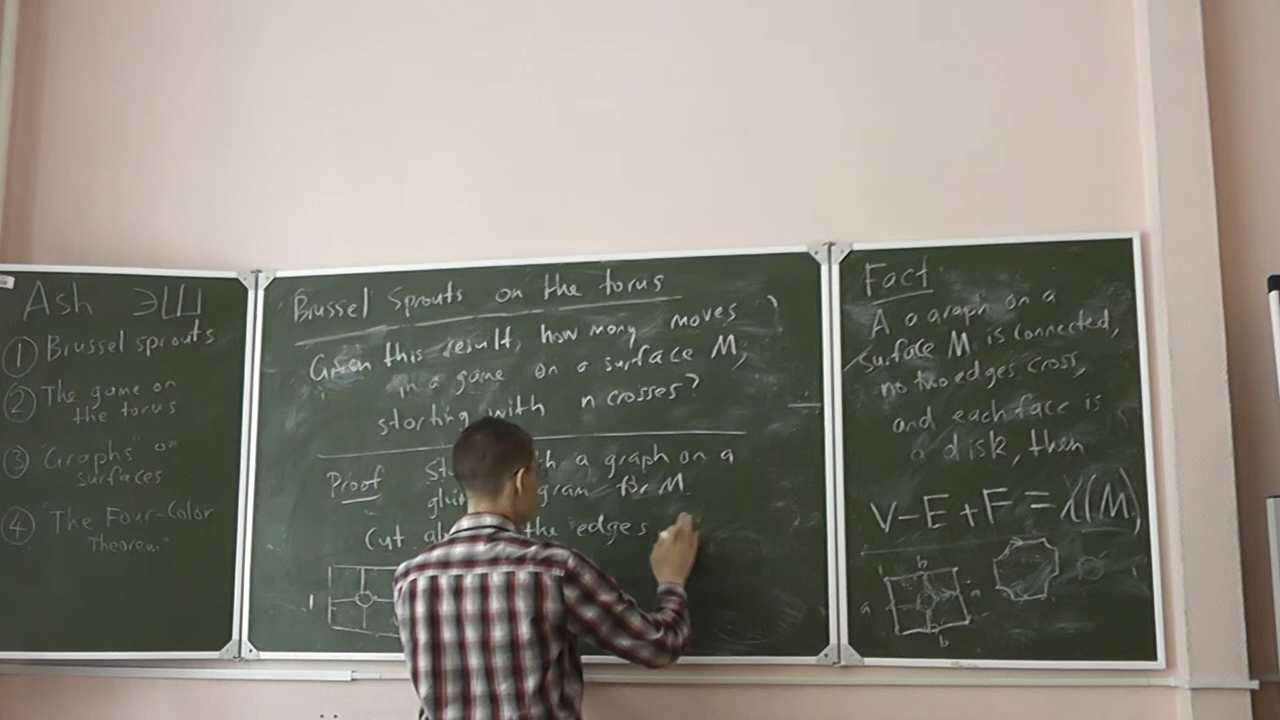 Ash ЭШ
① Brussel sprouts
② The game on
the torus
③ "Graphs" on
surfaces
④ "The Four-Color
Theorem"
Brussel Sprouts on the torus
Given this result, how many moves
in a game on a surface M,
starting with n crosses?
Proof a graph on a
for M
Cut the edges
Fact
A a graph on a
surface M is connected,
no two edges cross,
and each face is
a disk, then
V-E+F = χ(M)
b
a a
b